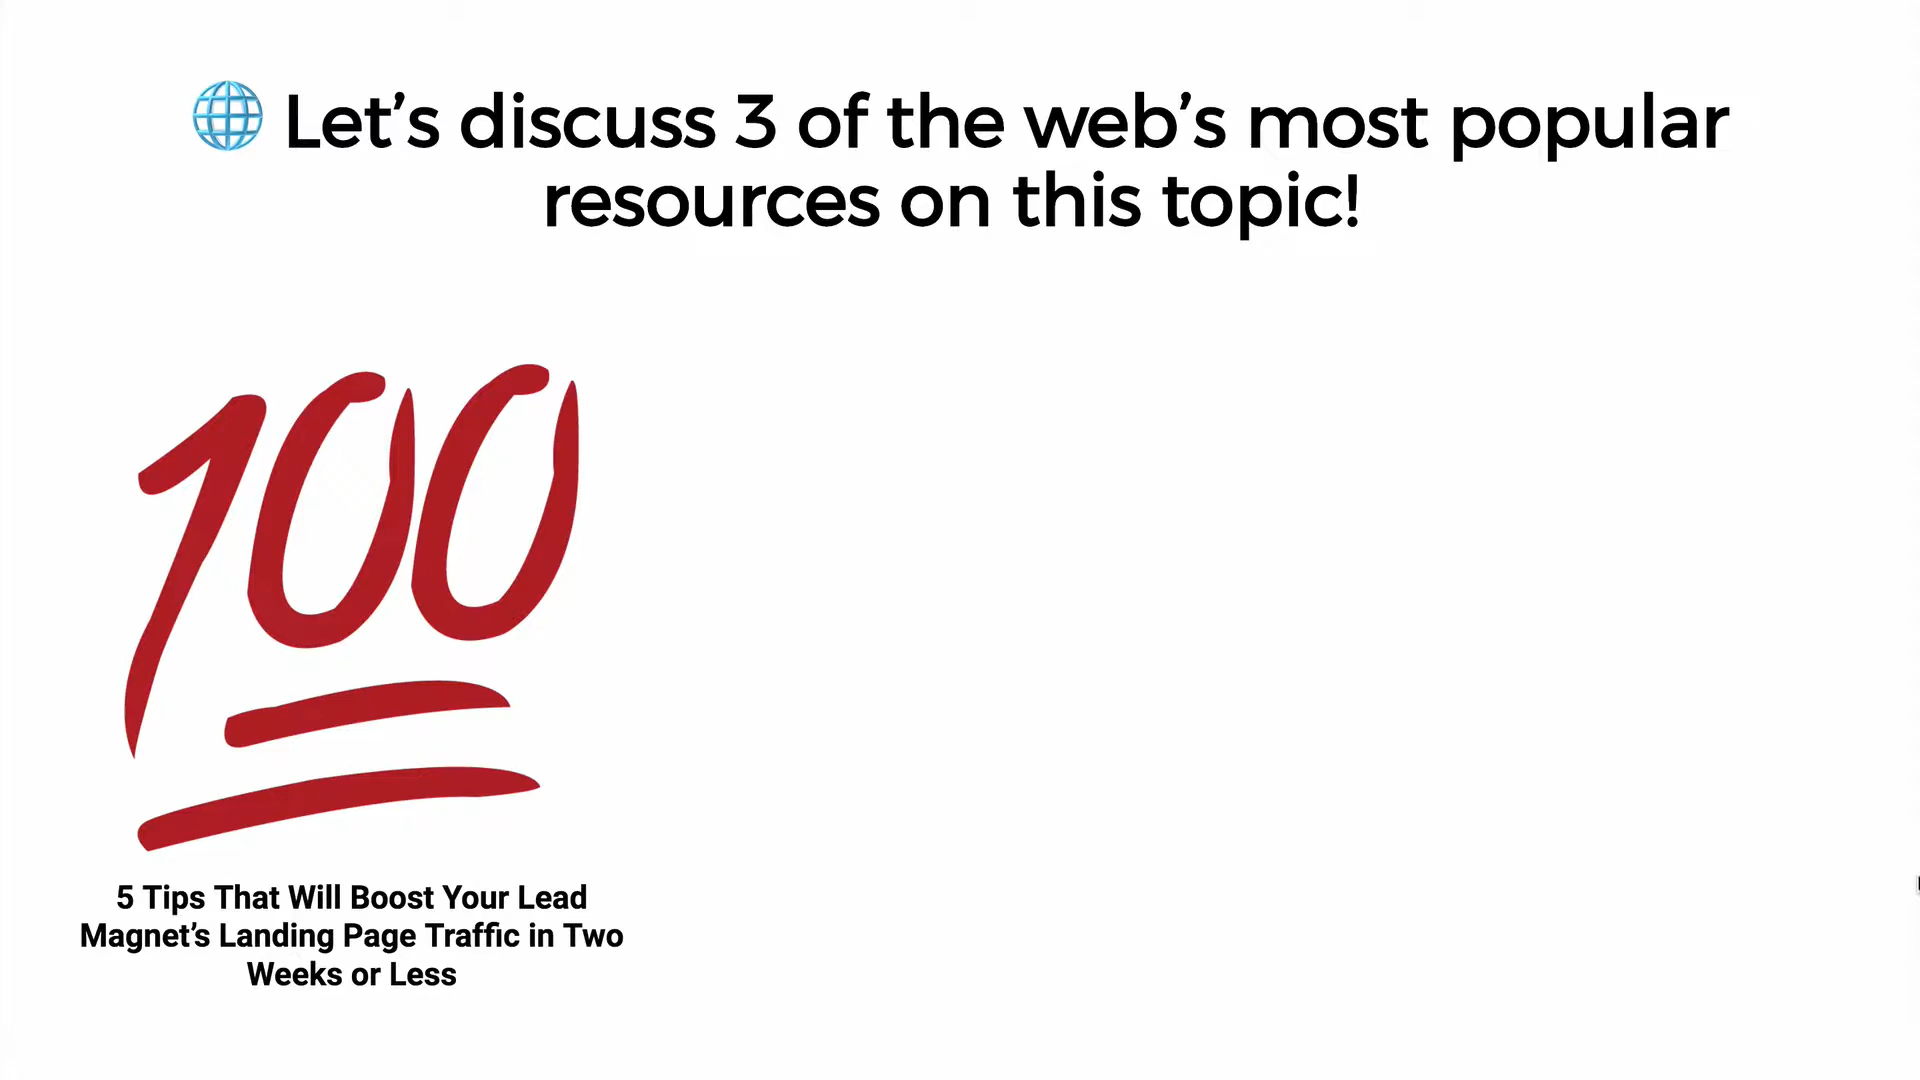 🌐 Let’s discuss 3 of the web’s most popular
resources on this topic!
100
5 Tips That Will Boost Your Lead
Magnet’s Landing Page Traffic in Two
Weeks or Less